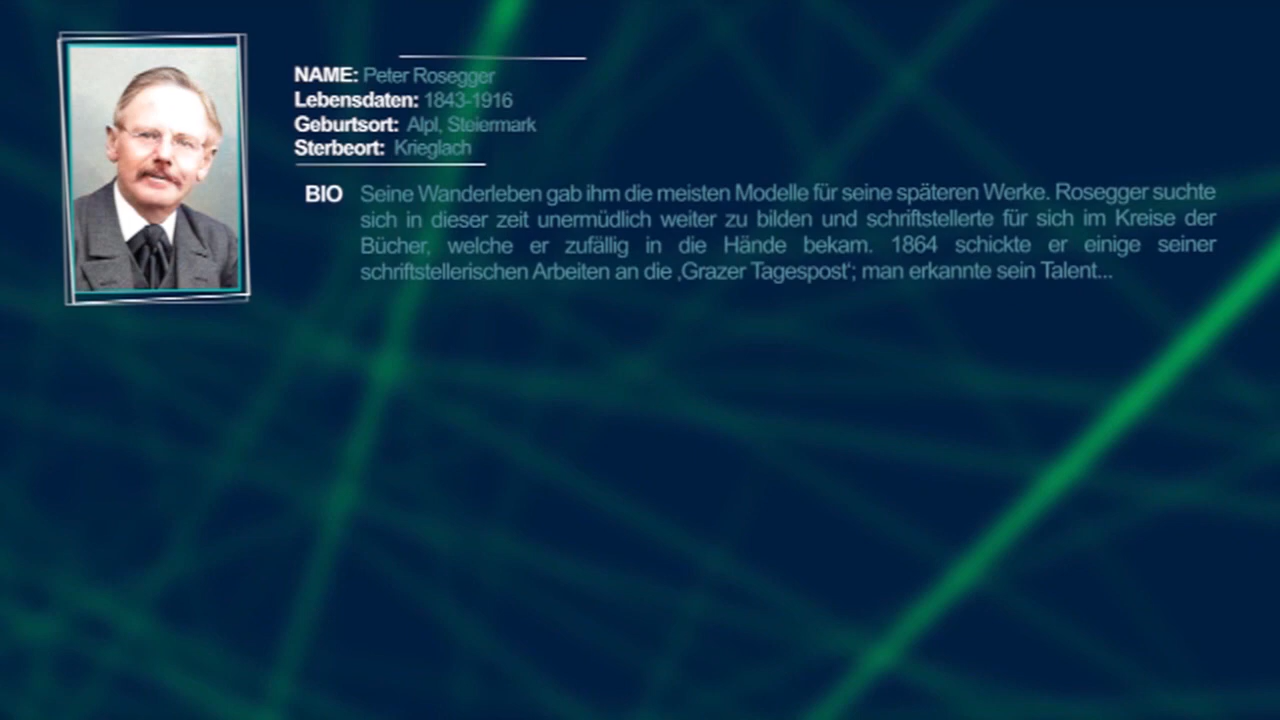 NAME: Peter Rosegger
Lebensdaten: 1843-1916
Geburtsort: Alpl, Steiermark
Sterbeort: Krieglach
BIO Seine Wanderleben gab ihm die meisten Modelle für seine späteren Werke. Rosegger suchte
sich in dieser zeit unermüdlich weiter zu bilden und schriftstellerte für sich im Kreise der
Bücher, welche er zufällig in die Hände bekam. 1864 schickte er einige seiner
schriftstellerischen Arbeiten an die ‚Grazer Tagespost‘; man erkannte sein Talent...